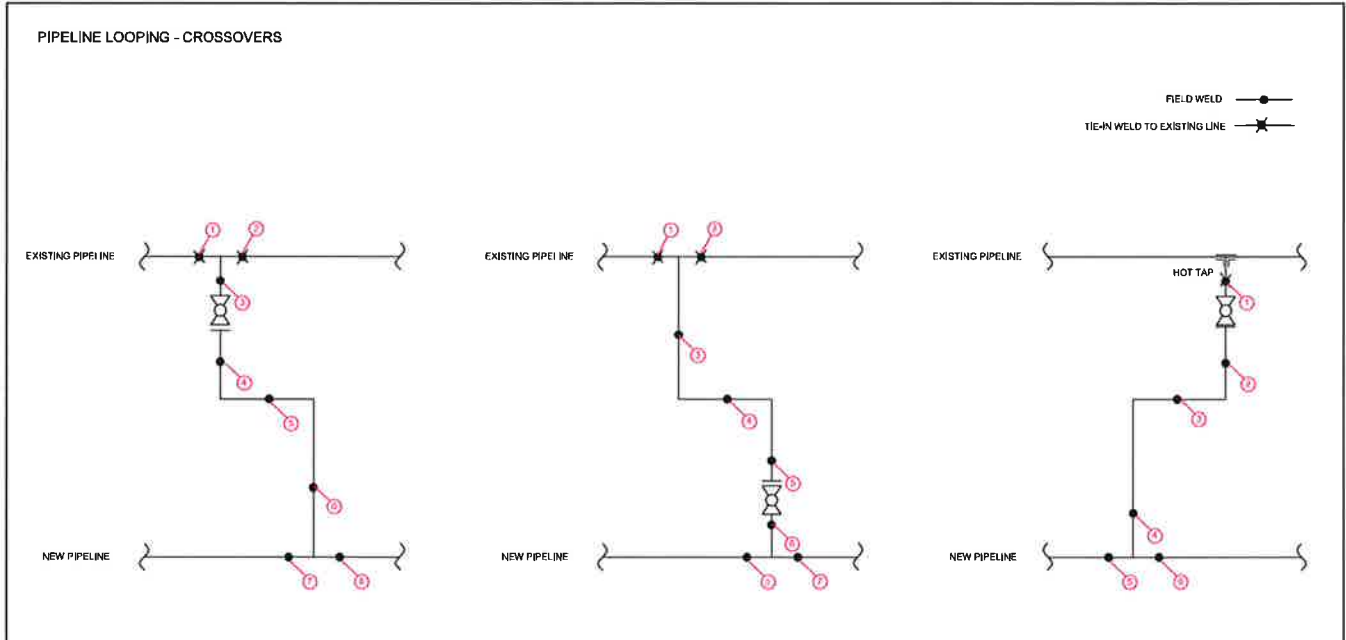 PIPELINE LOOPING - CROSSOVERS
FIELD WELD
TIE-IN WELD TO EXISTING LINE
1 2
EXISTING PIPELINE
3
4
5
6
NEW PIPELINE
7 8
1 2
EXISTING PIPELINE
3
4
5
6
NEW PIPELINE
7
EXISTING PIPELINE
HOT TAP
1
2
3
4
NEW PIPELINE
5 6